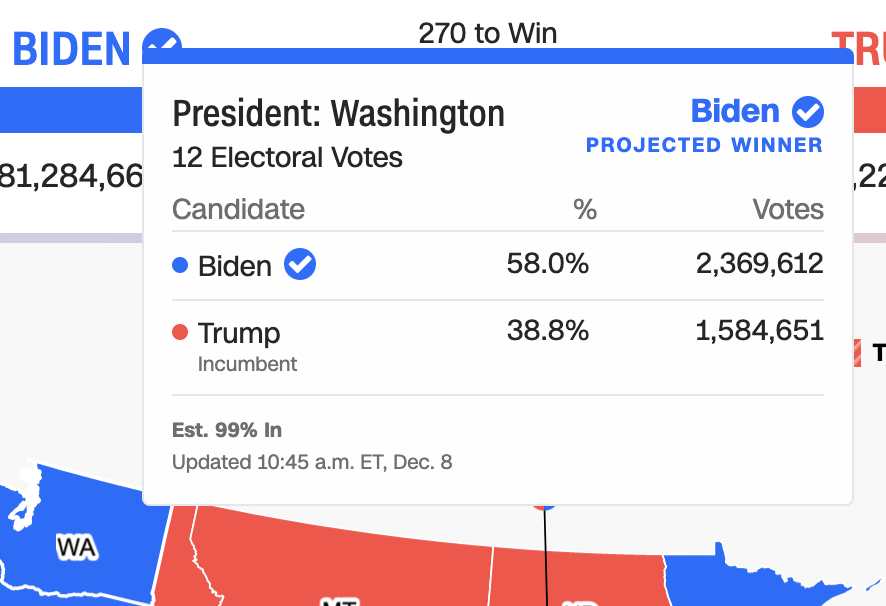 BIDEN
270 to Win
President: Washington
Biden
12 Electoral Votes
PROJECTED WINNER
81,284,66
,22
Candidate % Votes
Biden 58.0% 2,369,612
Trump 38.8% 1,584,651
Incumbent
Est. 99% In
Updated 10:45 a.m. ET, Dec. 8
WA
MT